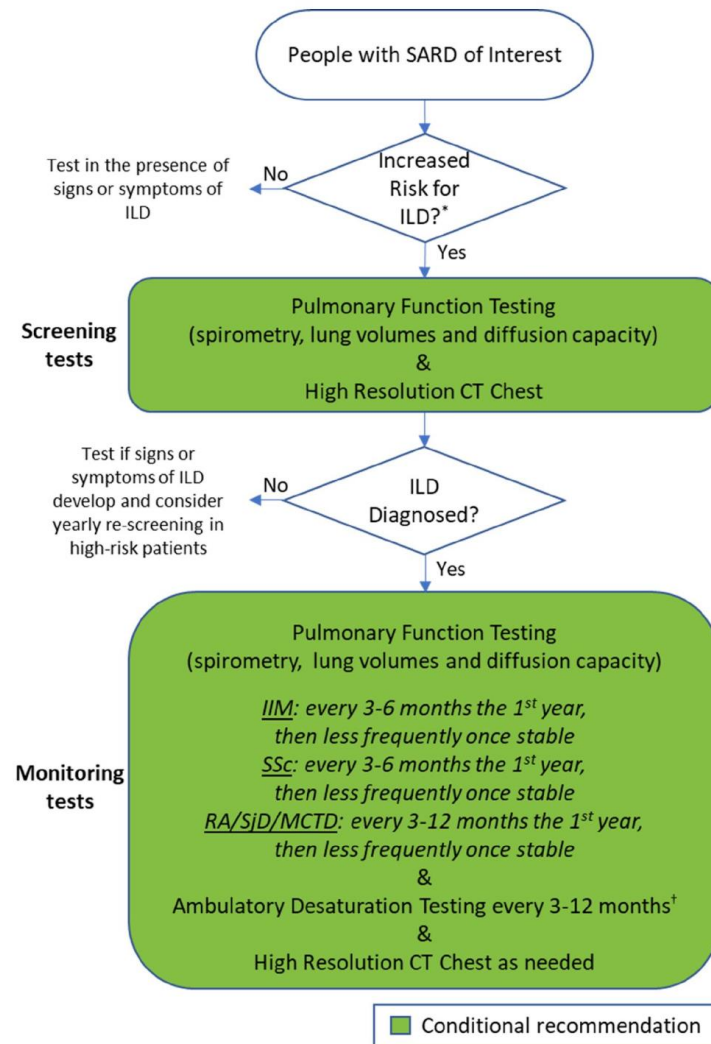 People with SARD of Interest
Increased
Risk for
ILD?*
No
Test in the presence of
signs or symptoms of
ILD
Yes
Screening
tests
Pulmonary Function Testing
(spirometry, lung volumes and diffusion capacity)
&
High Resolution CT Chest
ILD
Diagnosed?
No
Test if signs or
symptoms of ILD
develop and consider
yearly re-screening in
high-risk patients
Yes
Monitoring
tests
Pulmonary Function Testing
(spirometry, lung volumes and diffusion capacity)
IIM: every 3-6 months the 1st year,
then less frequently once stable
SSc: every 3-6 months the 1st year,
then less frequently once stable
RA/SjD/MCTD: every 3-12 months the 1st year,
then less frequently once stable
&
Ambulatory Desaturation Testing every 3-12 months†
&
High Resolution CT Chest as needed
Conditional recommendation